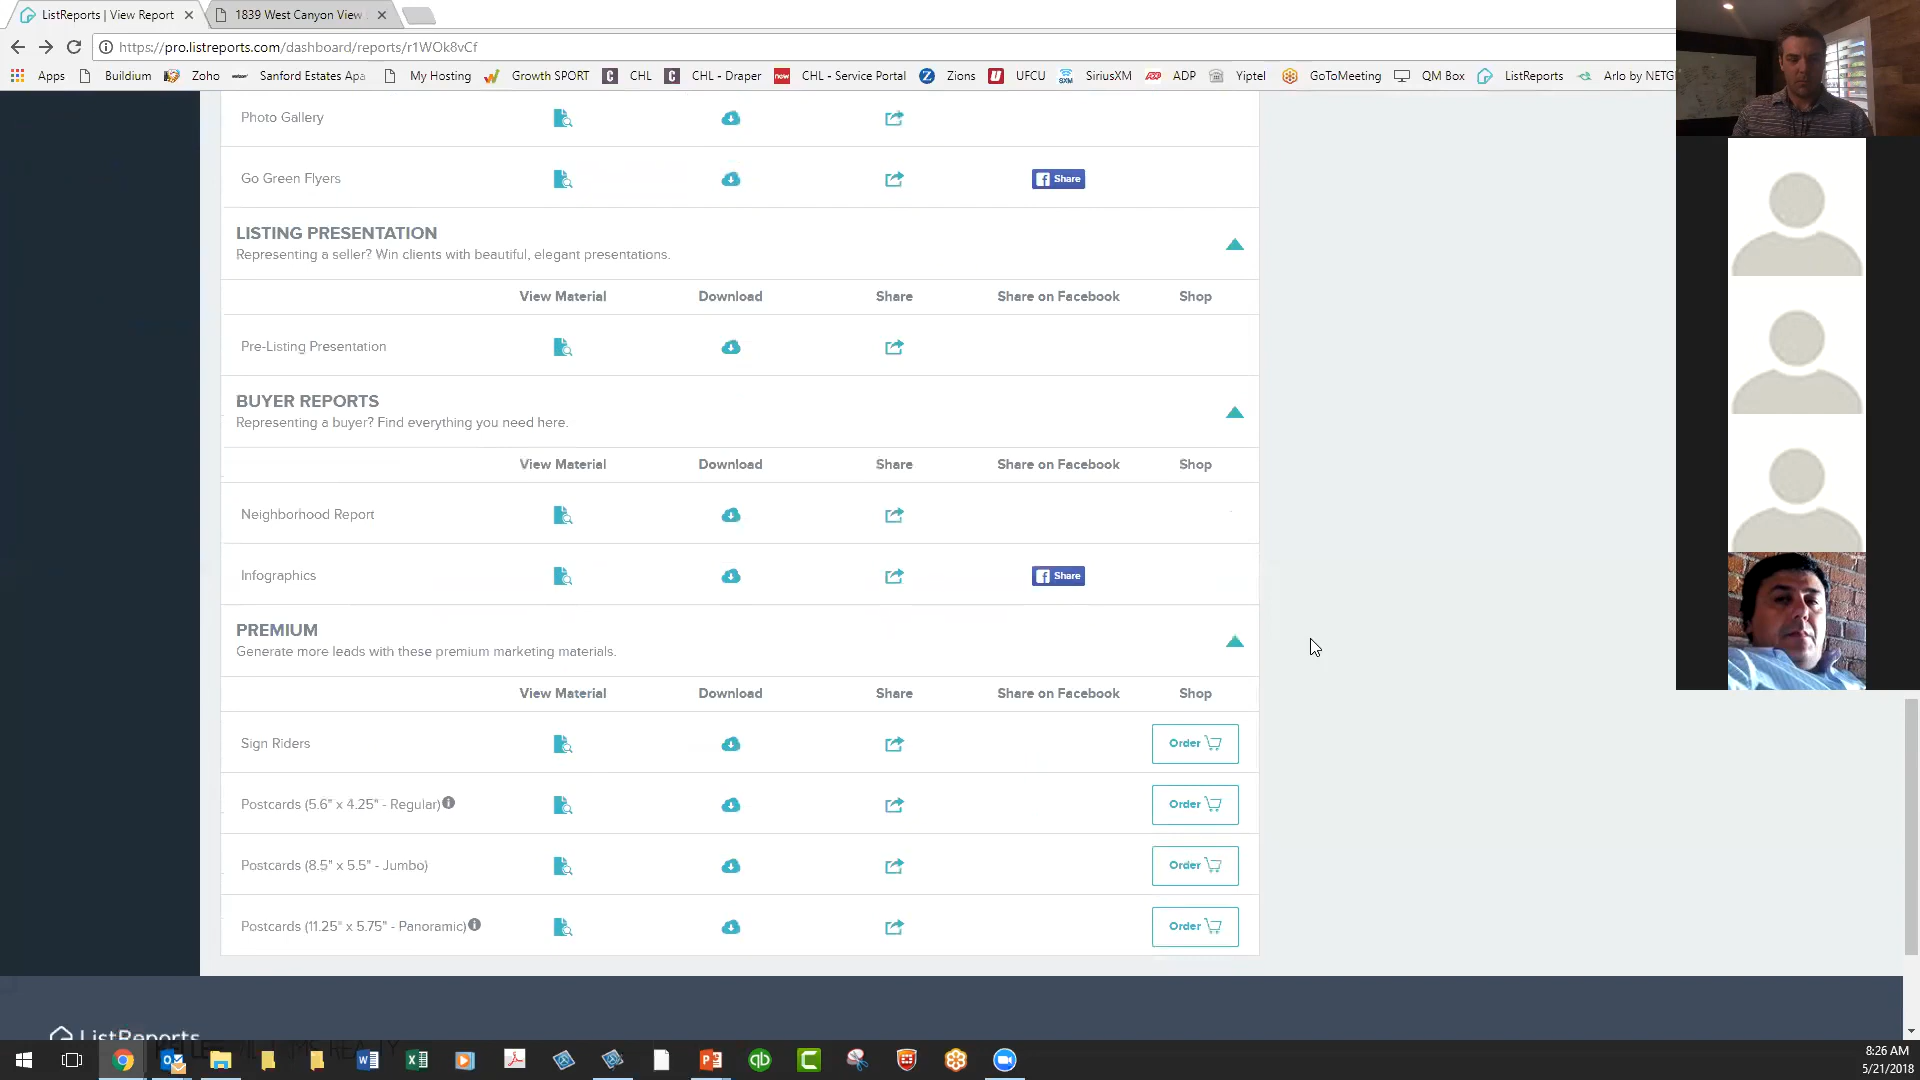 ListReports | View Report
1839 West Canyon View
https://pro.listreports.com/dashboard/reports/r1WOk8vCf
Apps Buildium Zoho Sanford Estates Apa My Hosting Growth SPORT CHL CHL - Draper CHL - Service Portal Zions UFCU SiriusXM ADP Yiptel GoToMeeting QM Box ListReports Arlo by NETG
Photo Gallery
Go Green Flyers Share
LISTING PRESENTATION
Representing a seller? Win clients with beautiful, elegant presentations.
View Material Download Share Share on Facebook Shop
Pre-Listing Presentation
BUYER REPORTS
Representing a buyer? Find everything you need here.
View Material Download Share Share on Facebook Shop
Neighborhood Report
Infographics Share
PREMIUM
Generate more leads with these premium marketing materials.
View Material Download Share Share on Facebook Shop
Sign Riders Order
Postcards (5.6" x 4.25" - Regular) Order
Postcards (8.5" x 5.5" - Jumbo) Order
Postcards (11.25" x 5.75" - Panoramic) Order
ListReports
8:26 AM
5/21/2018